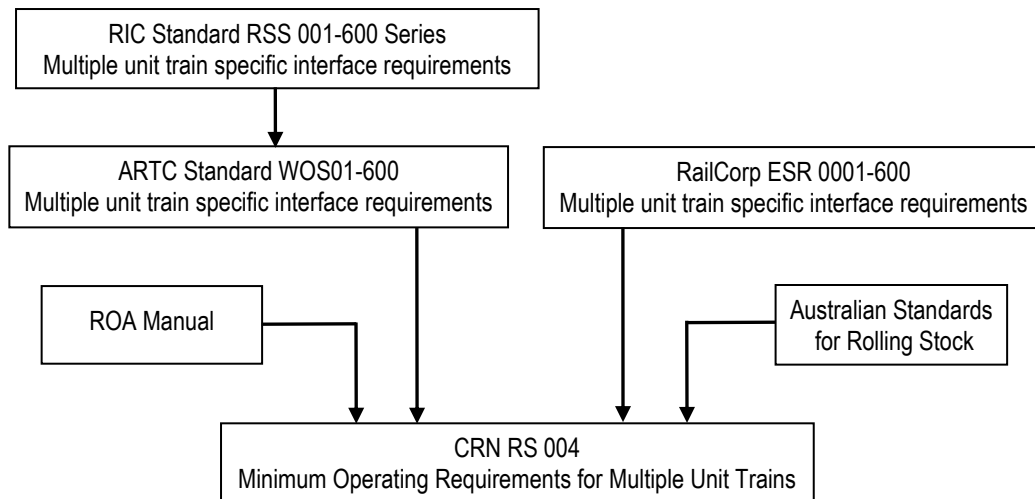 RIC Standard RSS 001-600 Series
Multiple unit train specific interface requirements
ARTC Standard WOS01-600
Multiple unit train specific interface requirements
RailCorp ESR 0001-600
Multiple unit train specific interface requirements
ROA Manual
Australian Standards
for Rolling Stock
CRN RS 004
Minimum Operating Requirements for Multiple Unit Trains